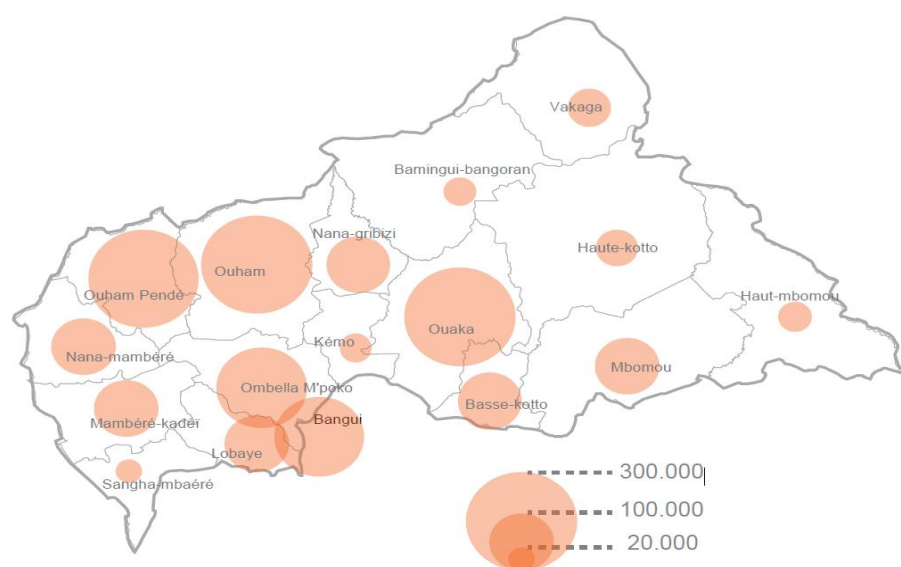 Vakaga
Bamingui-bangoran
Nana-gribizi
Haute-kotto
Ouham
Ouham Pendé
Haut-mbomou
Ouaka
Kémo
Nana-mambéré
Mbomou
Ombella M'poko
Basse-kotto
Bangui
Mambéré-kadéï
Lobaye
Sangha-mbaéré
300.000
100.000
20.000